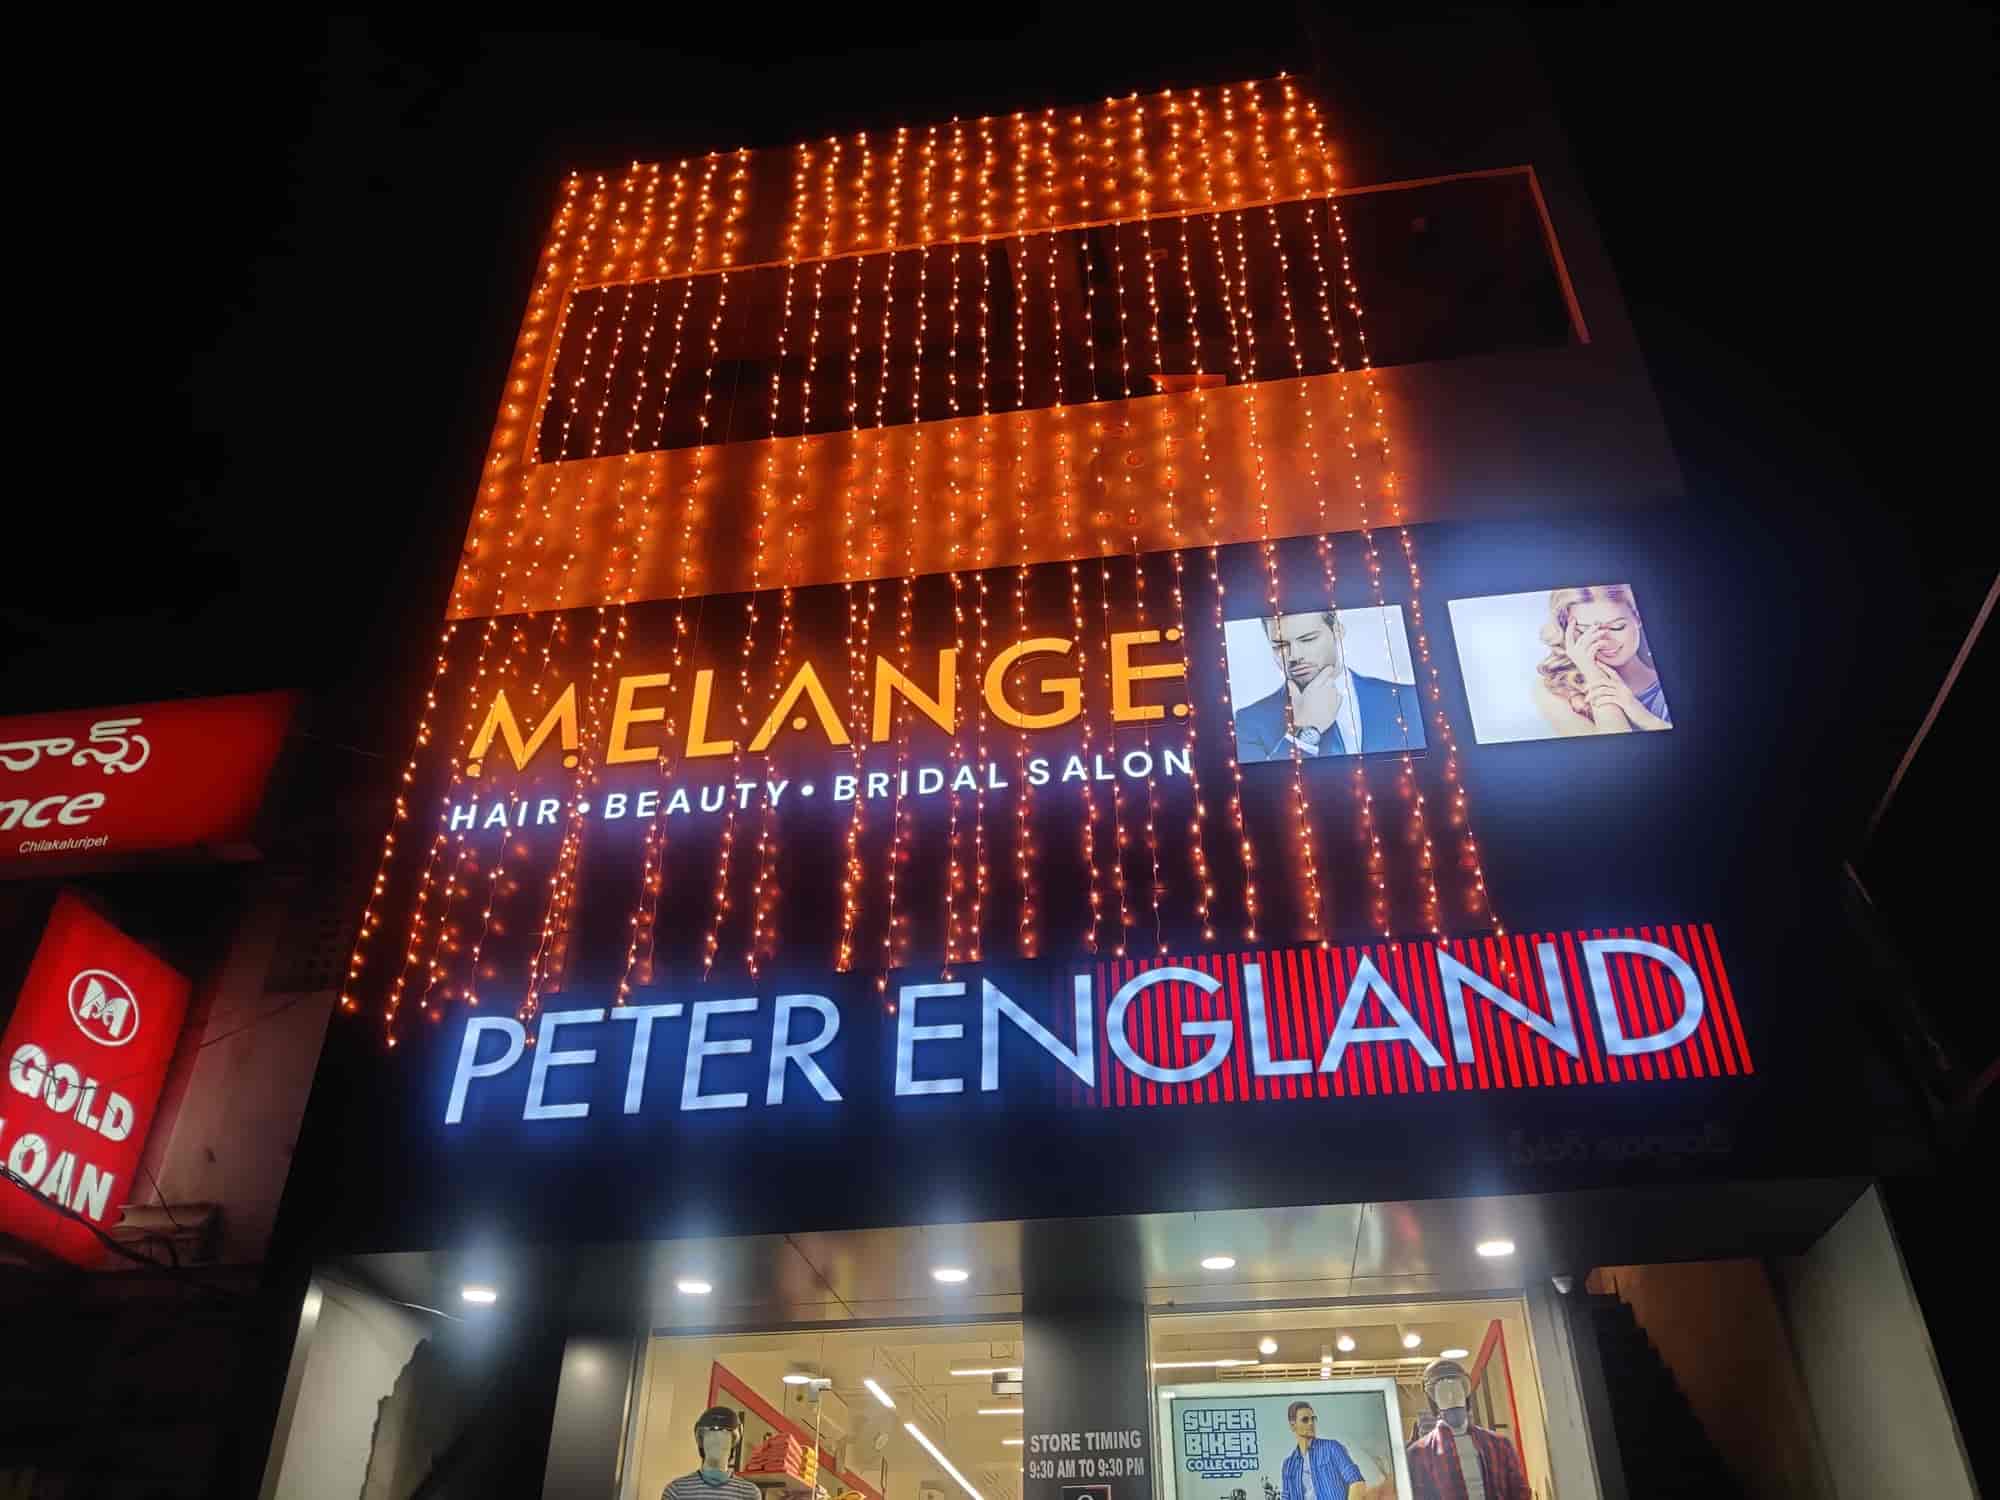 MELANGE
HAIR • BEAUTY • BRIDAL SALON
PETER ENGLAND
పీటర్ ఇంగ్లాండ్
నాన్స్
nce
Chilakaluripet
M
GOLD
LOAN
STORE TIMING
9:30 AM TO 9:30 PM
SUPER
BIKER
COLLECTION